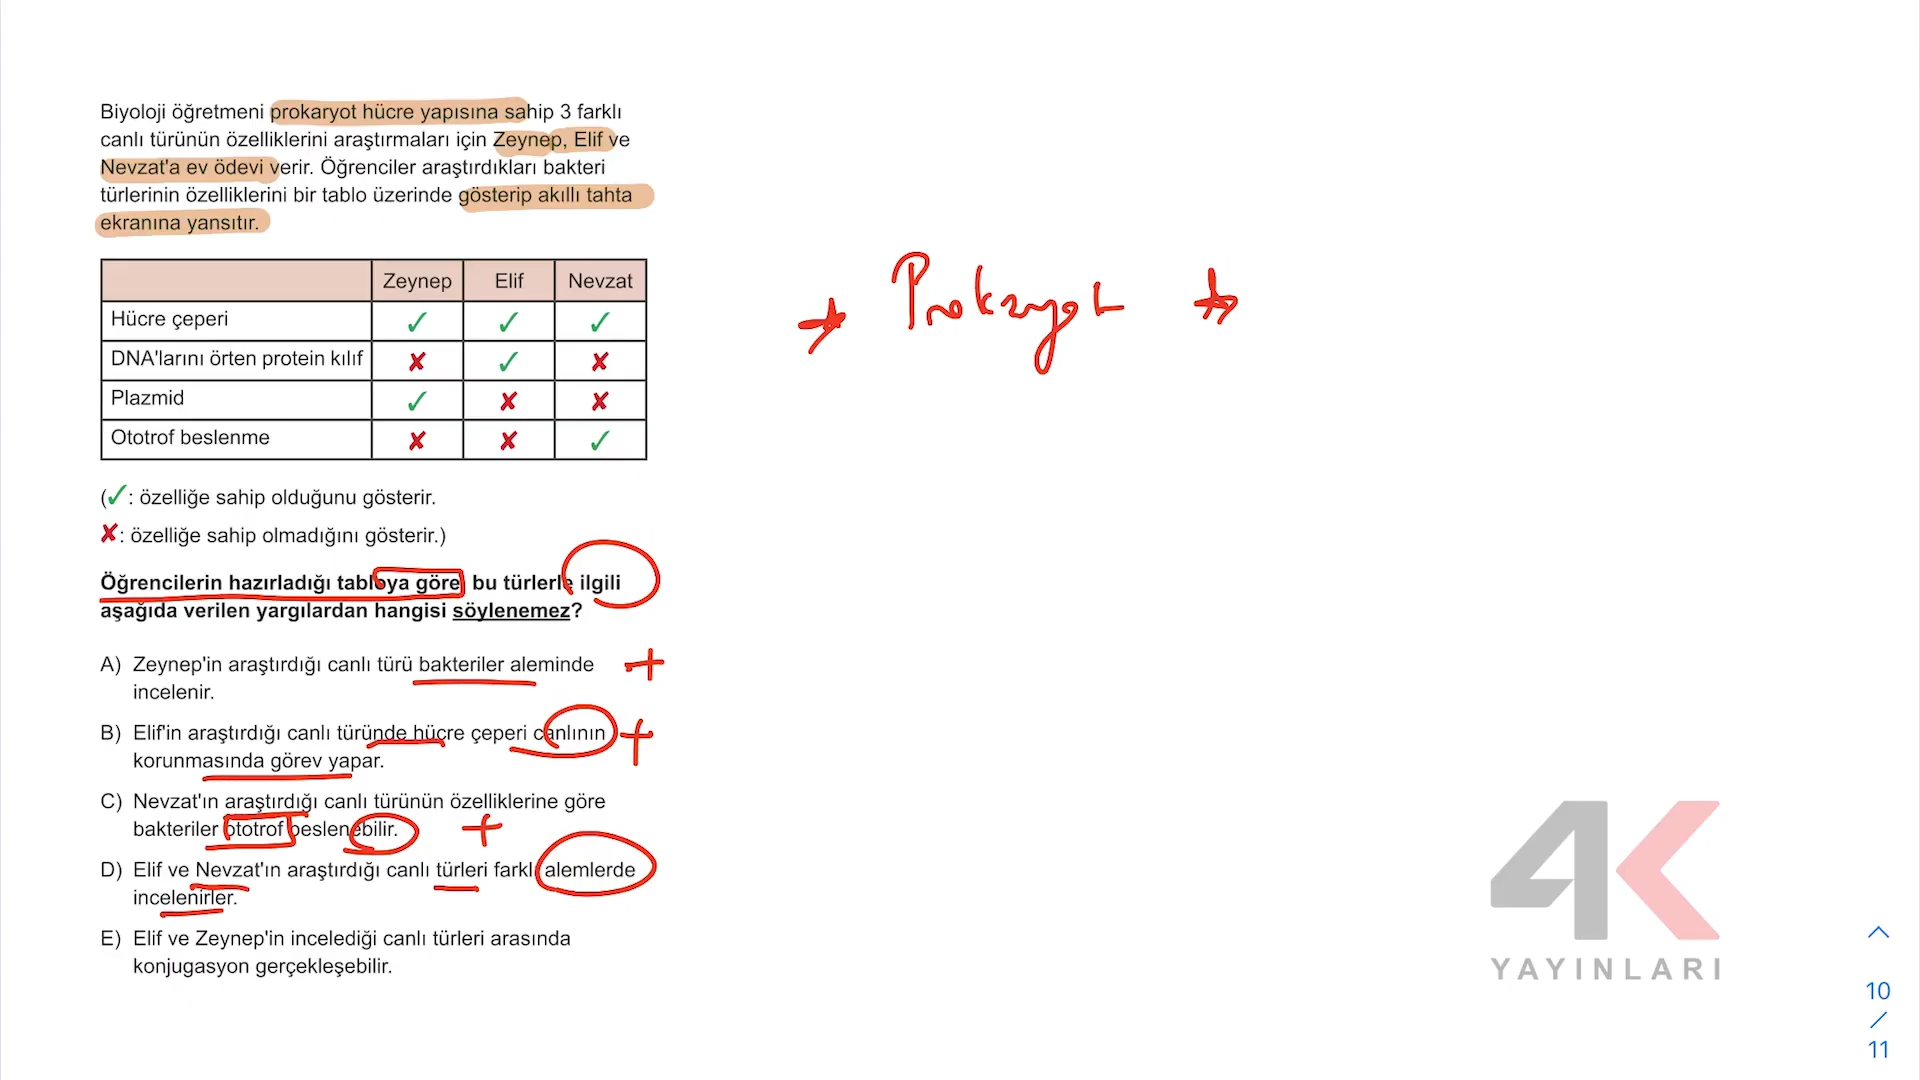 Biyoloji öğretmeni prokaryot hücre yapısına sahip 3 farklı
canlı türünün özelliklerini araştırmaları için Zeynep, Elif ve
Nevzat'a ev ödevi verir. Öğrenciler araştırdıkları bakteri
türlerinin özelliklerini bir tablo üzerinde gösterip akıllı tahta
ekranına yansıtır.
Zeynep Elif Nevzat
Hücre çeperi ✓ ✓ ✓
DNA'larını örten protein kılıf ✘ ✓ ✘
Plazmid ✓ ✘ ✘
Ototrof beslenme ✘ ✘ ✓
(✓: özelliğe sahip olduğunu gösterir.
✘: özelliğe sahip olmadığını gösterir.)
Öğrencilerin hazırladığı tabloya göre, bu türlerle ilgili
aşağıda verilen yargılardan hangisi söylenemez?
A) Zeynep'in araştırdığı canlı türü bakteriler aleminde +
incelenir.
B) Elif'in araştırdığı canlı türünde hücre çeperi canlının +
korunmasında görev yapar.
C) Nevzat'ın araştırdığı canlı türünün özelliklerine göre
bakteriler ototrof beslenebilir. +
D) Elif ve Nevzat'ın araştırdığı canlı türleri farklı alemlerde
incelenirler.
E) Elif ve Zeynep'in incelediği canlı türleri arasında
konjugasyon gerçekleşebilir.
Prokaryot
4K
YAYINLARI
10
/
11